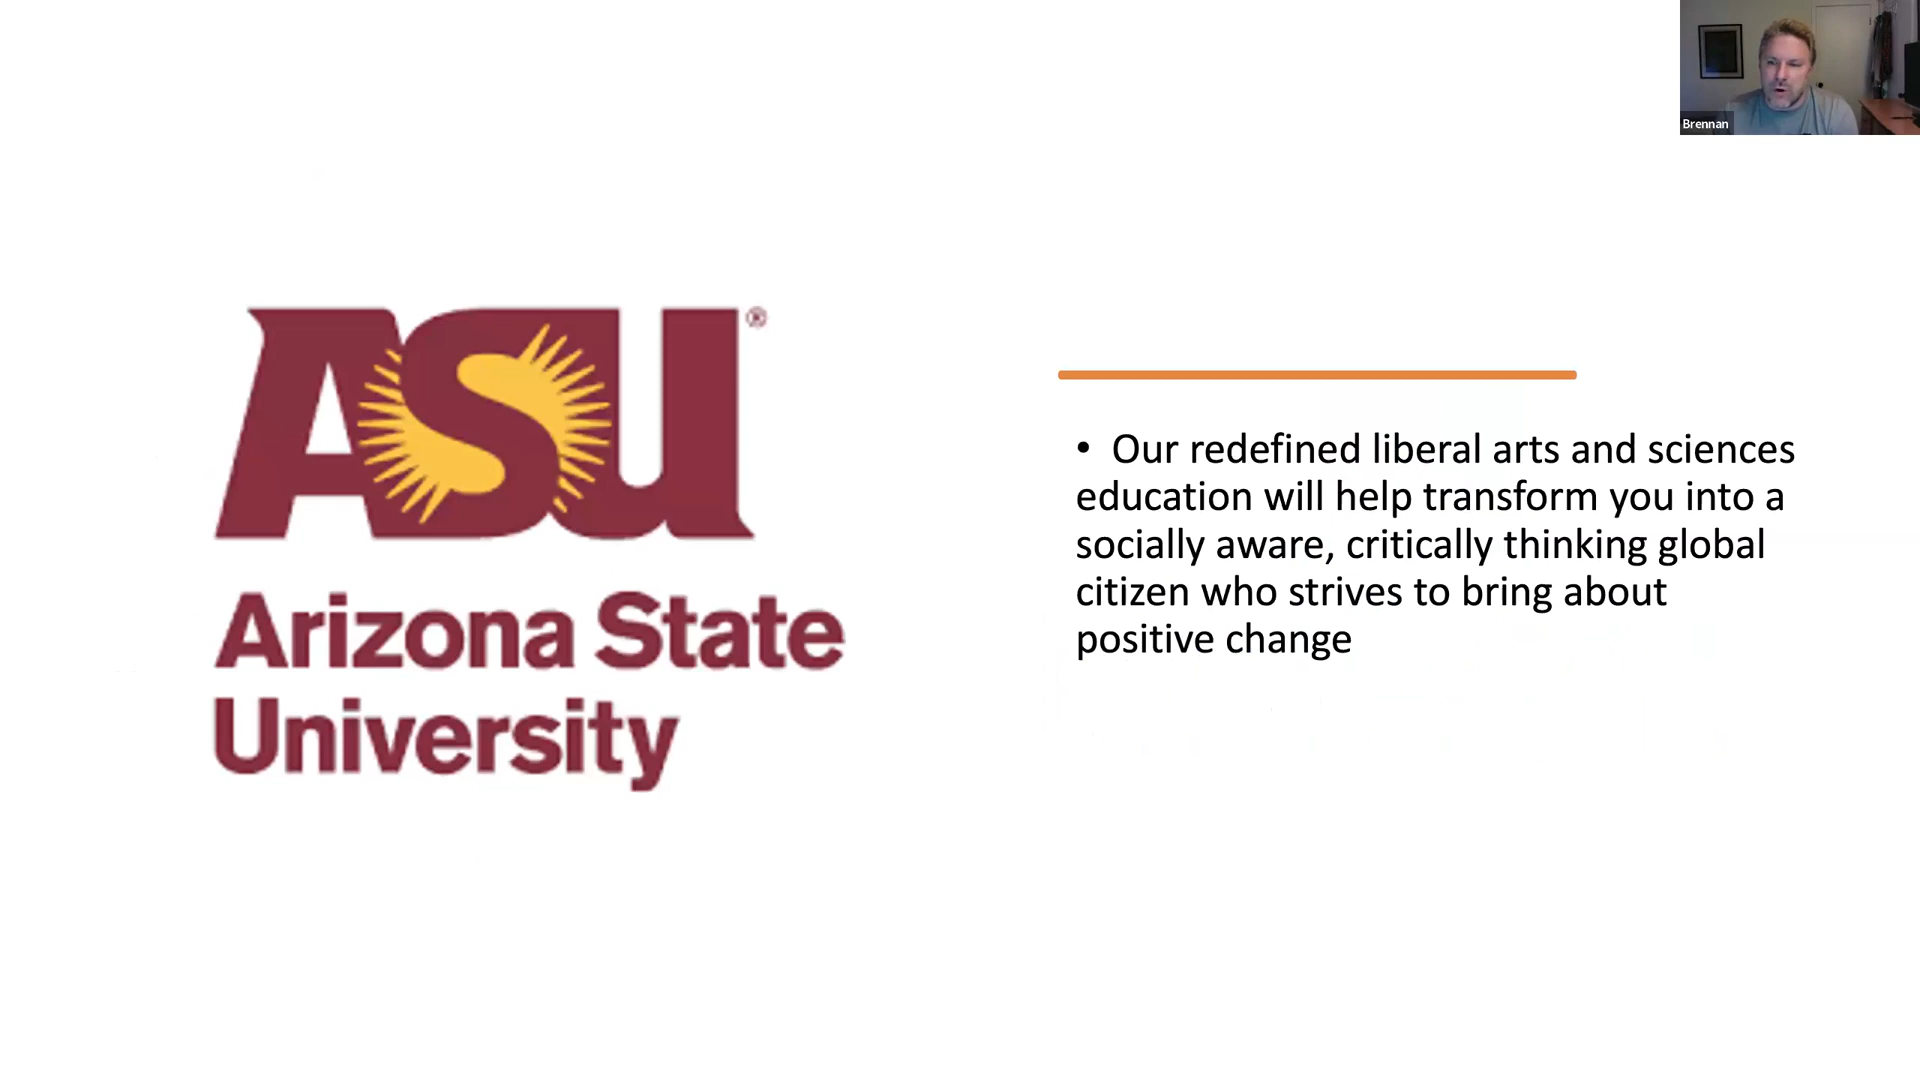 Brennan
ASU®
Arizona State
University
• Our redefined liberal arts and sciences
education will help transform you into a
socially aware, critically thinking global
citizen who strives to bring about
positive change